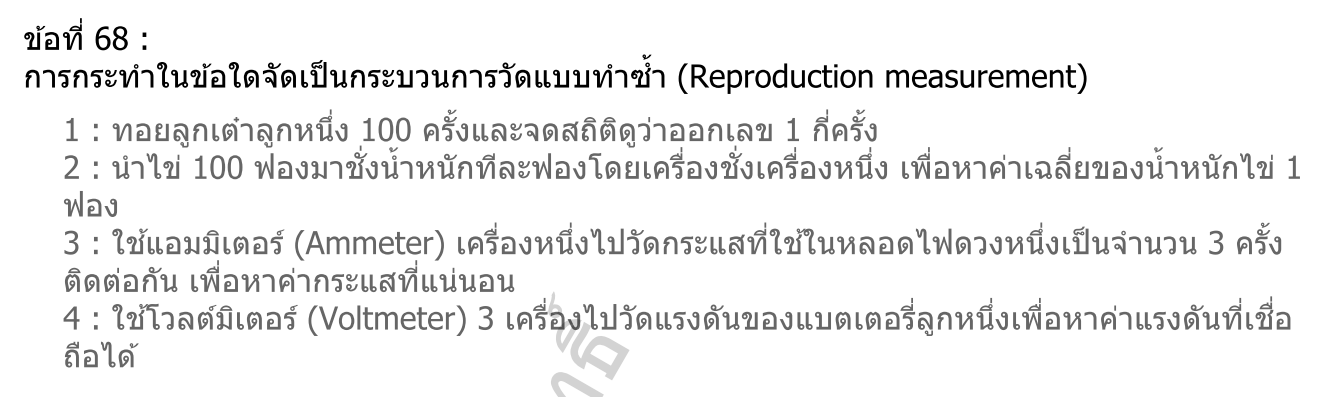 ข้อที่ 68 :
การกระทำในข้อใดจัดเป็นกระบวนการวัดแบบทำซ้ำ (Reproduction measurement)
1 : ทอยลูกเต๋าลูกหนึ่ง 100 ครั้งและจดสถิติดูว่าออกเลข 1 กี่ครั้ง
2 : นำไข่ 100 ฟองมาชั่งน้ำหนักทีละฟองโดยเครื่องชั่งเครื่องหนึ่ง เพื่อหาค่าเฉลี่ยของน้ำหนักไข่ 1
ฟอง
3 : ใช้แอมมิเตอร์ (Ammeter) เครื่องหนึ่งไปวัดกระแสที่ใช้ในหลอดไฟดวงหนึ่งเป็นจำนวน 3 ครั้ง
ติดต่อกัน เพื่อหาค่ากระแสที่แน่นอน
4 : ใช้โวลต์มิเตอร์ (Voltmeter) 3 เครื่องไปวัดแรงดันของแบตเตอรี่ลูกหนึ่งเพื่อหาค่าแรงดันที่เชื่อ
ถือได้